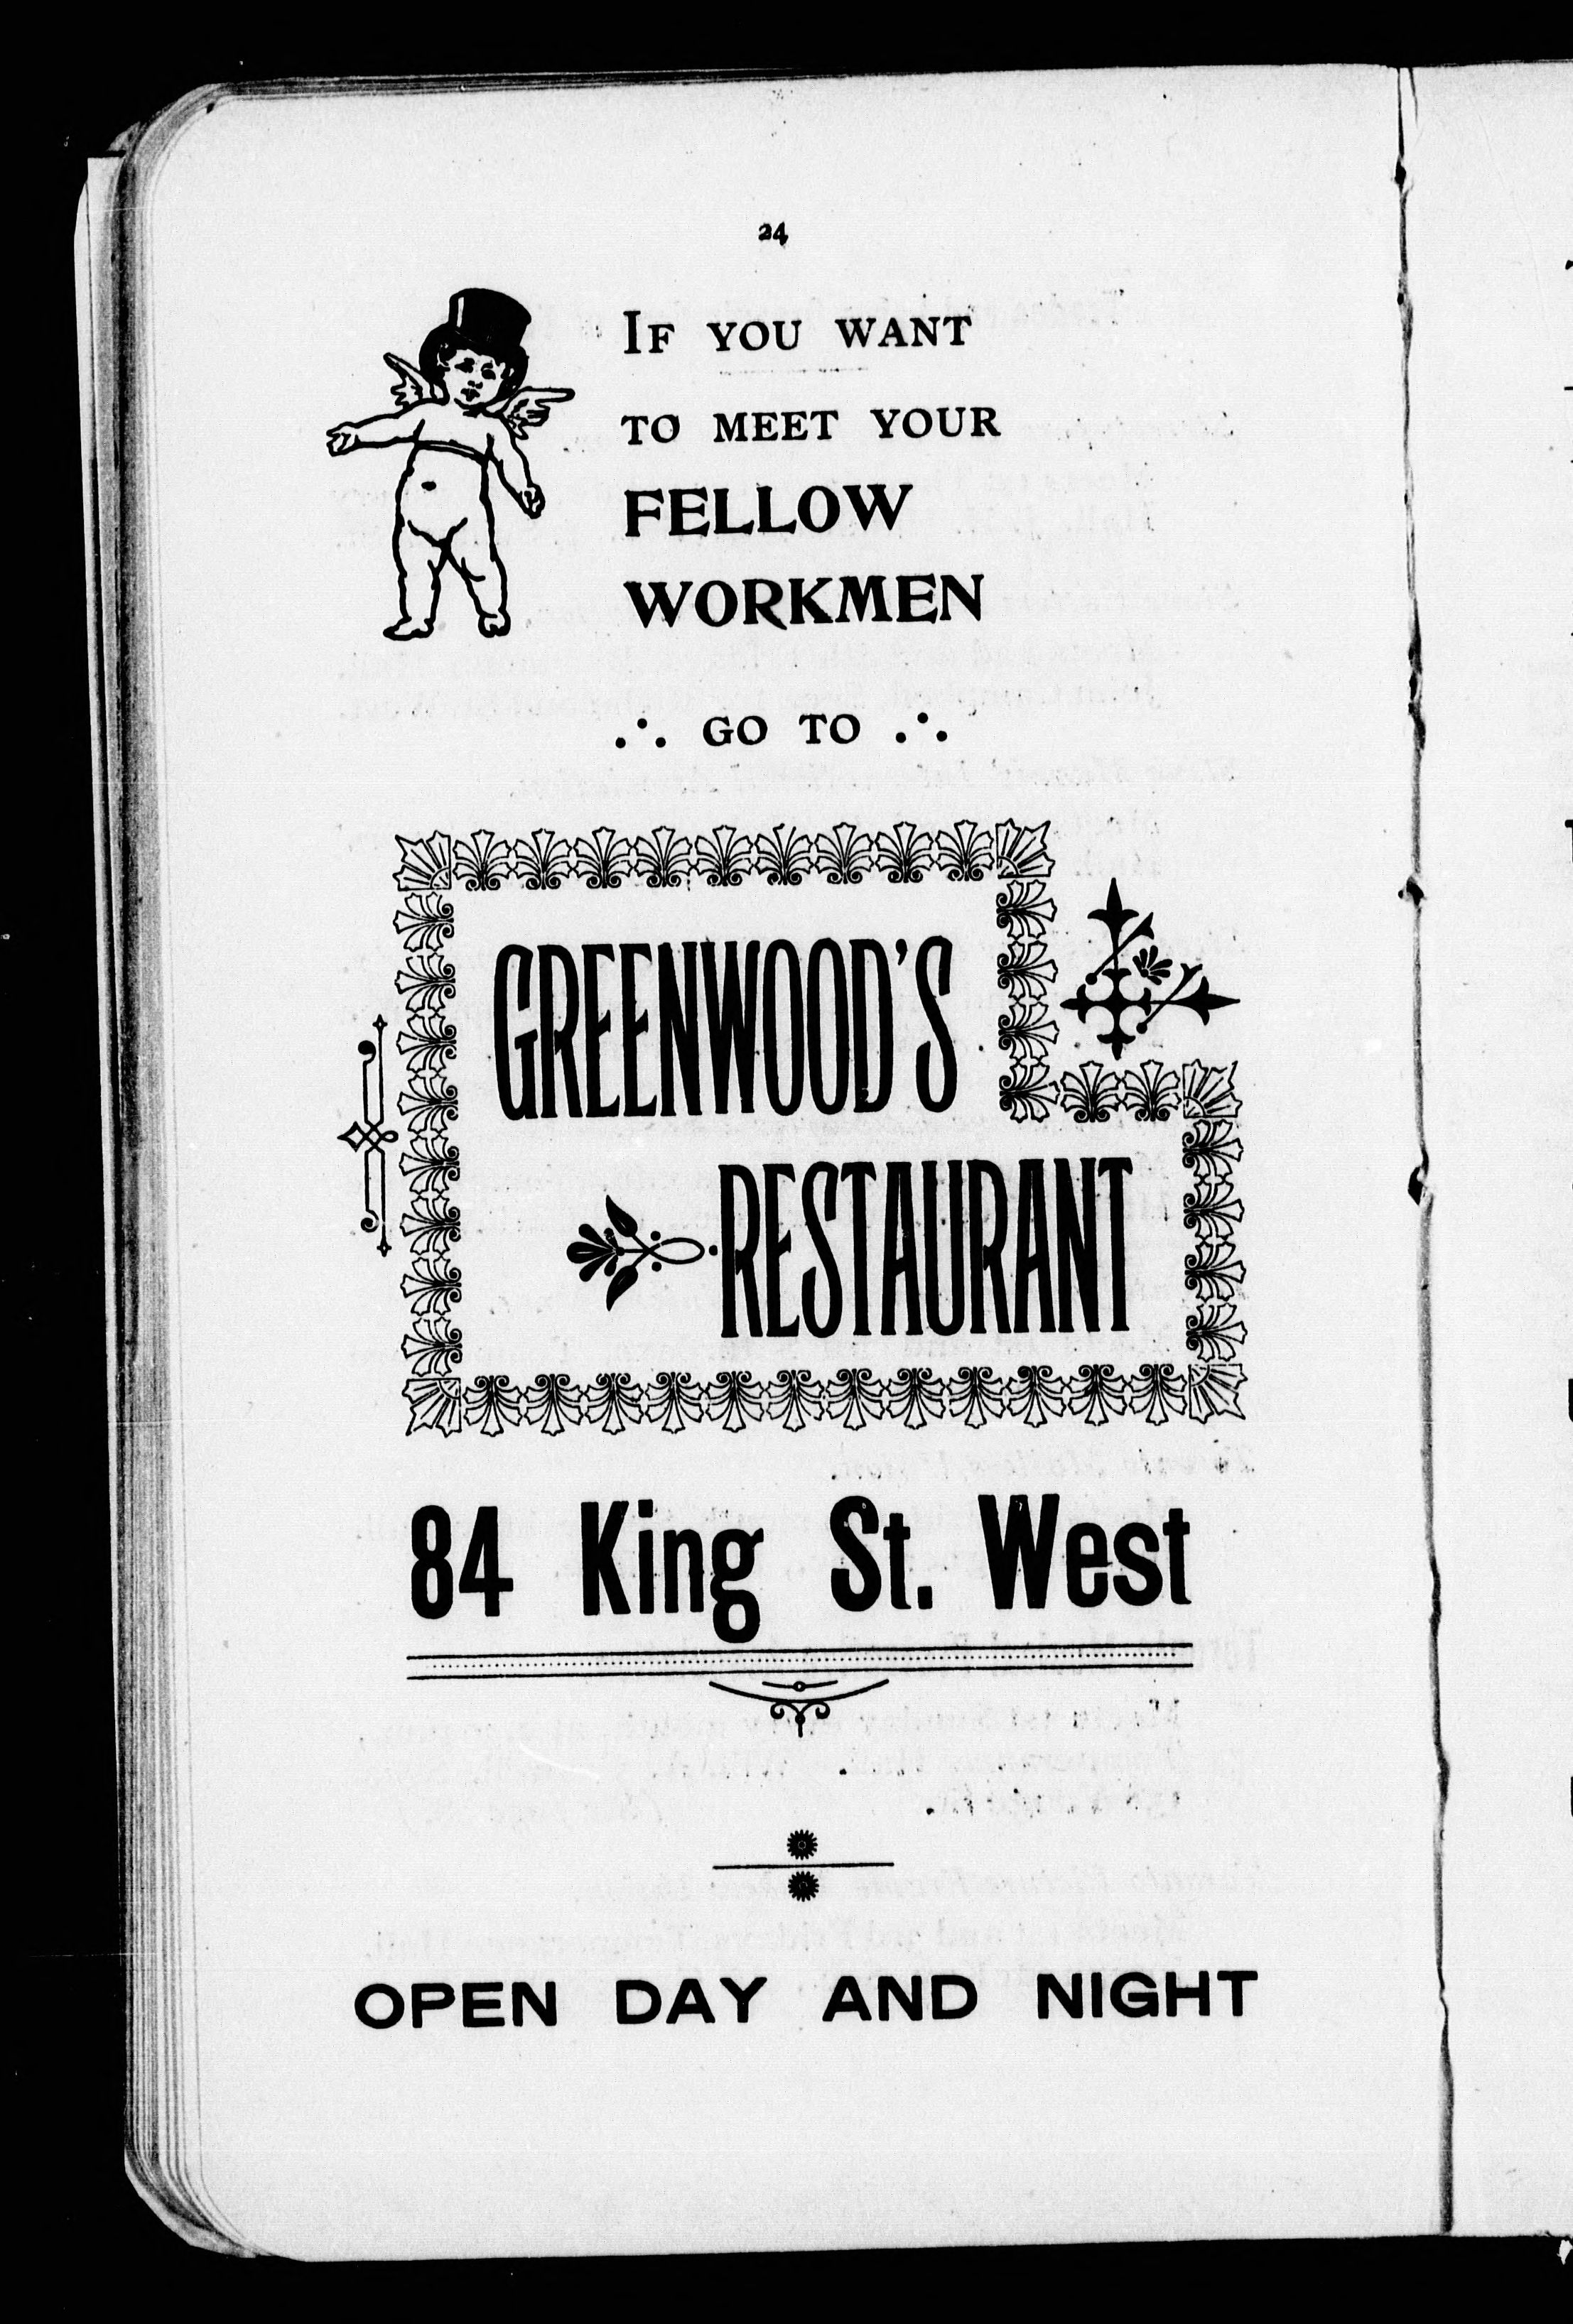 24
IF YOU WANT
TO MEET YOUR
FELLOW
WORKMEN
∴ GO TO ∴
GREENWOOD'S
RESTAURANT
84 King St. West
OPEN DAY AND NIGHT